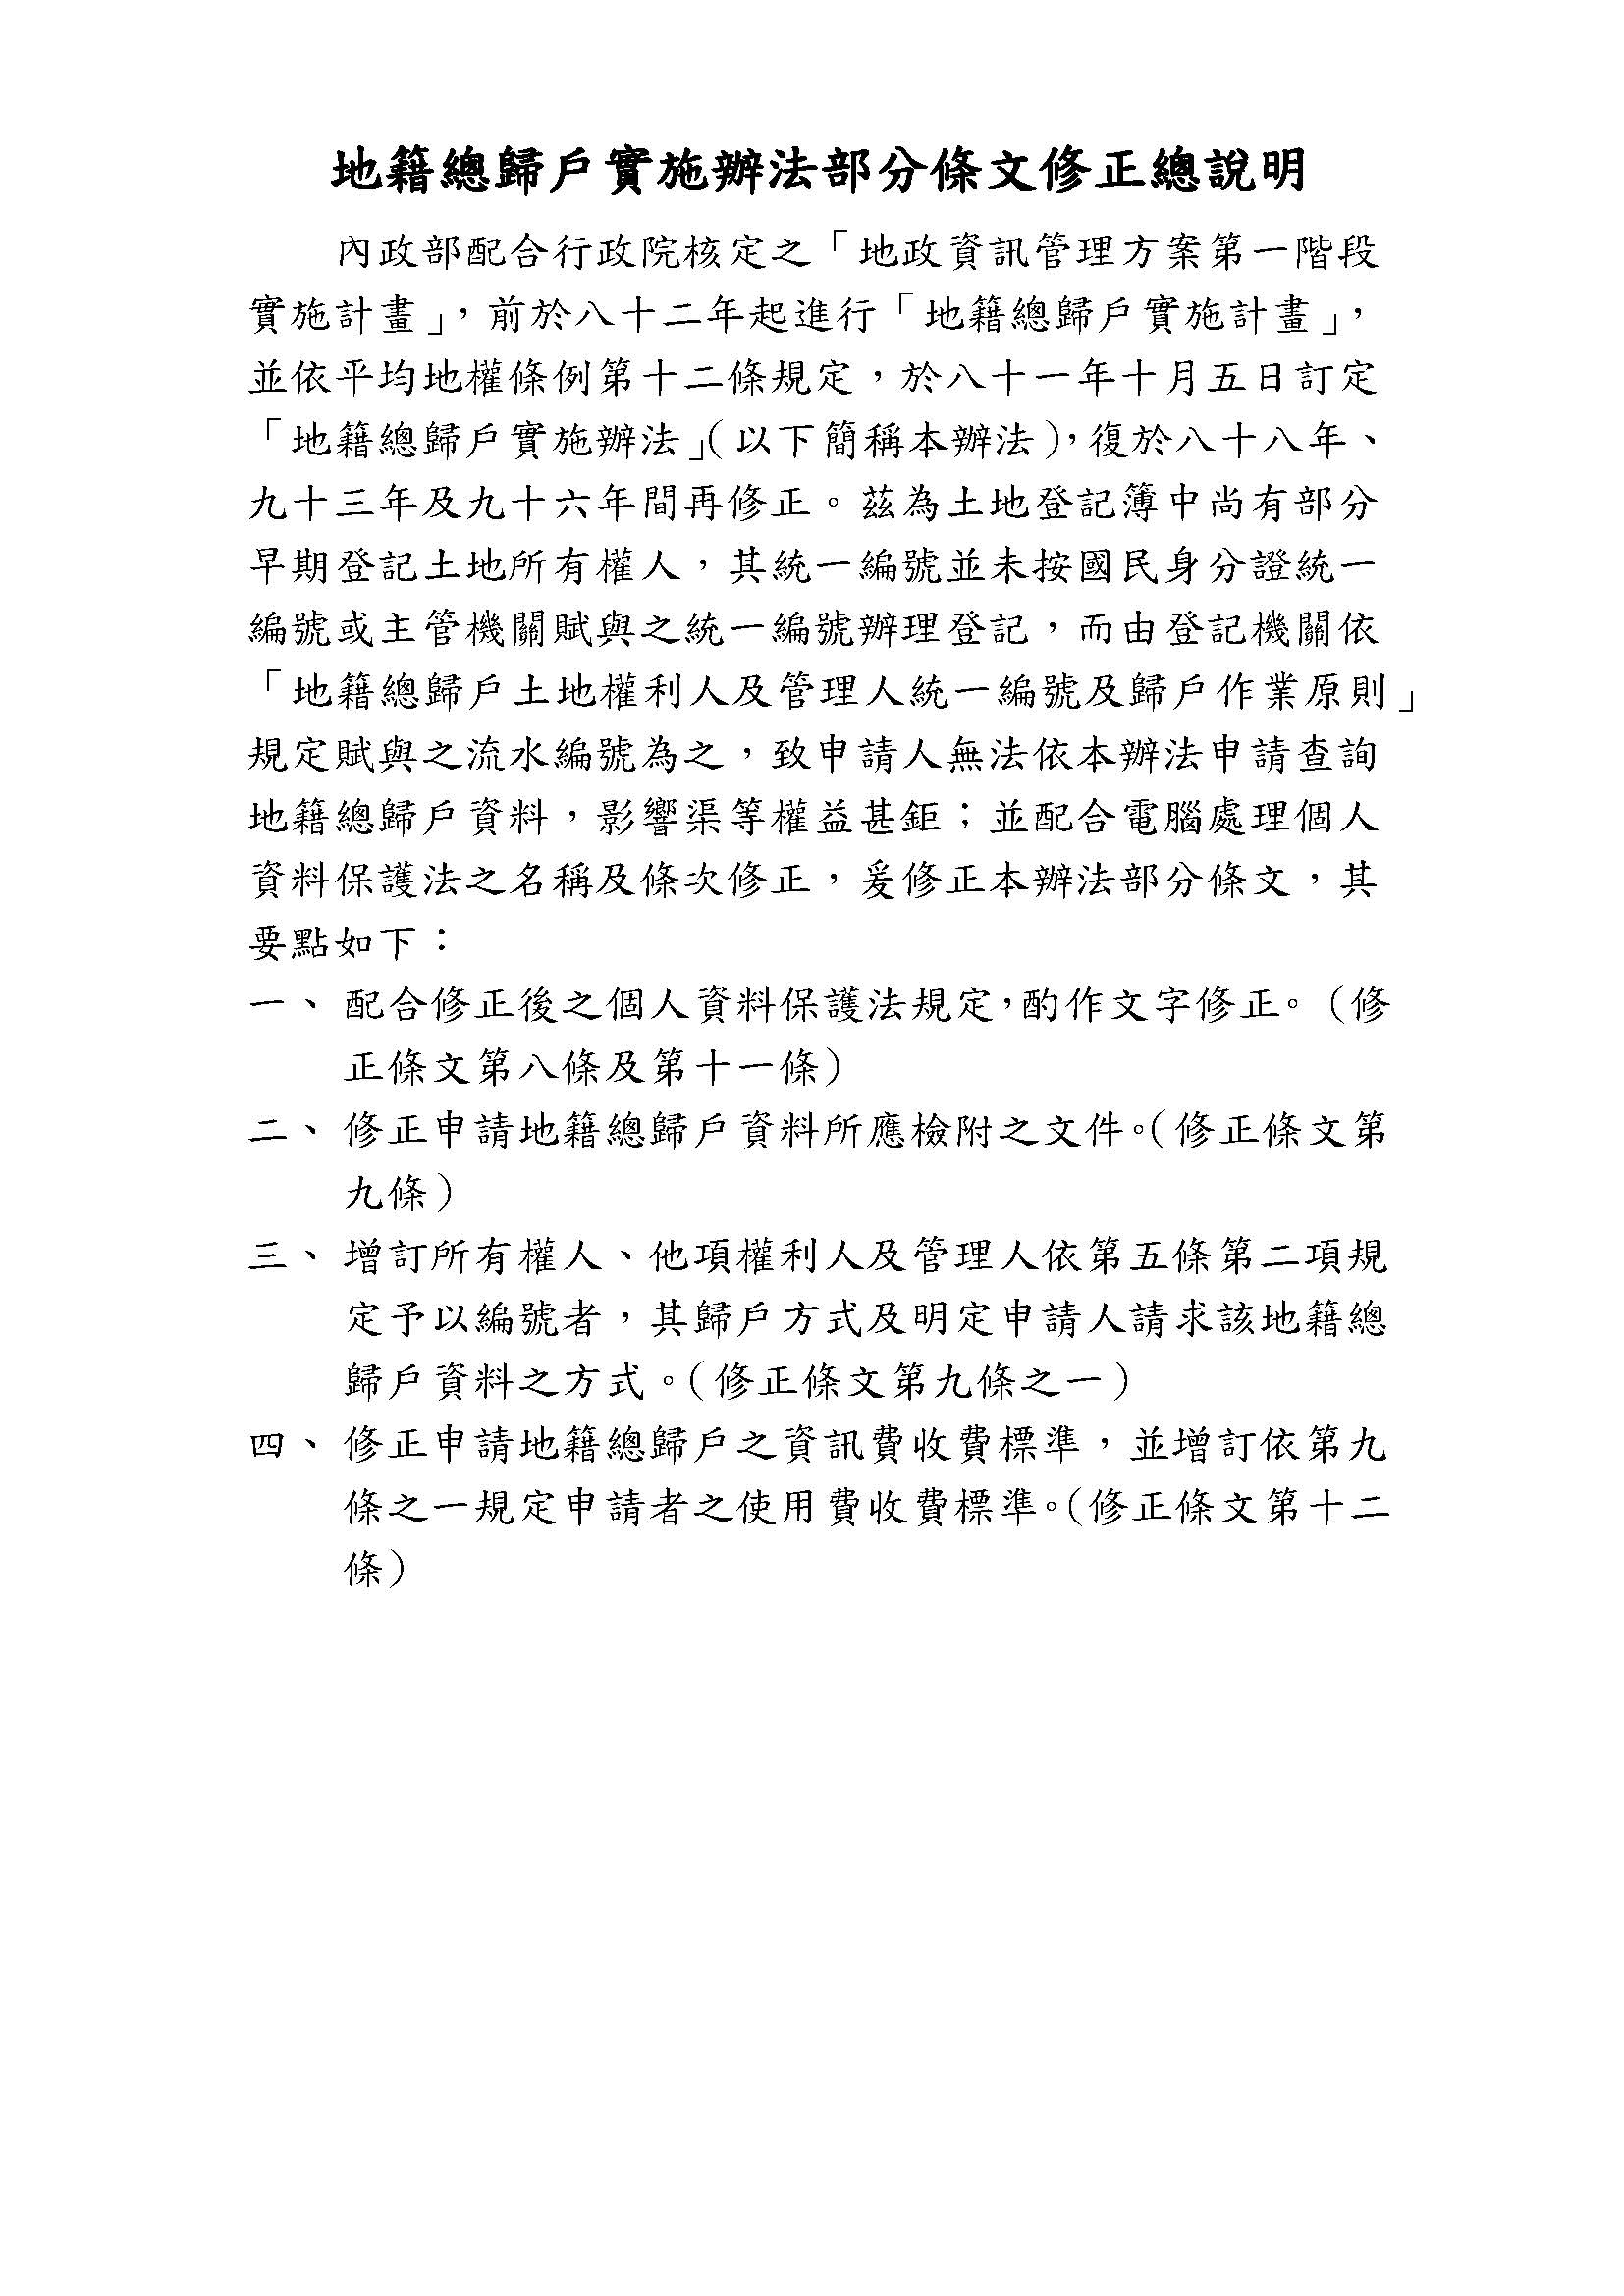 地籍總歸戶實施辦法部分條文修正總說明
內政部配合行政院核定之「地政資訊管理方案第一階段
實施計畫」，前於八十二年起進行「地籍總歸戶實施計畫」，
並依平均地權條例第十二條規定，於八十一年十月五日訂定
「地籍總歸戶實施辦法」（以下簡稱本辦法），復於八十八年、
九十三年及九十六年間再修正。茲為土地登記簿中尚有部分
早期登記土地所有權人，其統一編號並未按國民身分證統一
編號或主管機關賦與之統一編號辦理登記，而由登記機關依
「地籍總歸戶土地權利人及管理人統一編號及歸戶作業原則」
規定賦與之流水編號為之，致申請人無法依本辦法申請查詢
地籍總歸戶資料，影響渠等權益甚鉅；並配合電腦處理個人
資料保護法之名稱及條次修正，爰修正本辦法部分條文，其
要點如下：
一、配合修正後之個人資料保護法規定，酌作文字修正。（修
正條文第八條及第十一條）
二、修正申請地籍總歸戶資料所應檢附之文件。（修正條文第
九條）
三、增訂所有權人、他項權利人及管理人依第五條第二項規
定予以編號者，其歸戶方式及明定申請人請求該地籍總
歸戶資料之方式。（修正條文第九條之一）
四、修正申請地籍總歸戶之資訊費收費標準，並增訂依第九
條之一規定申請者之使用費收費標準。（修正條文第十二
條）